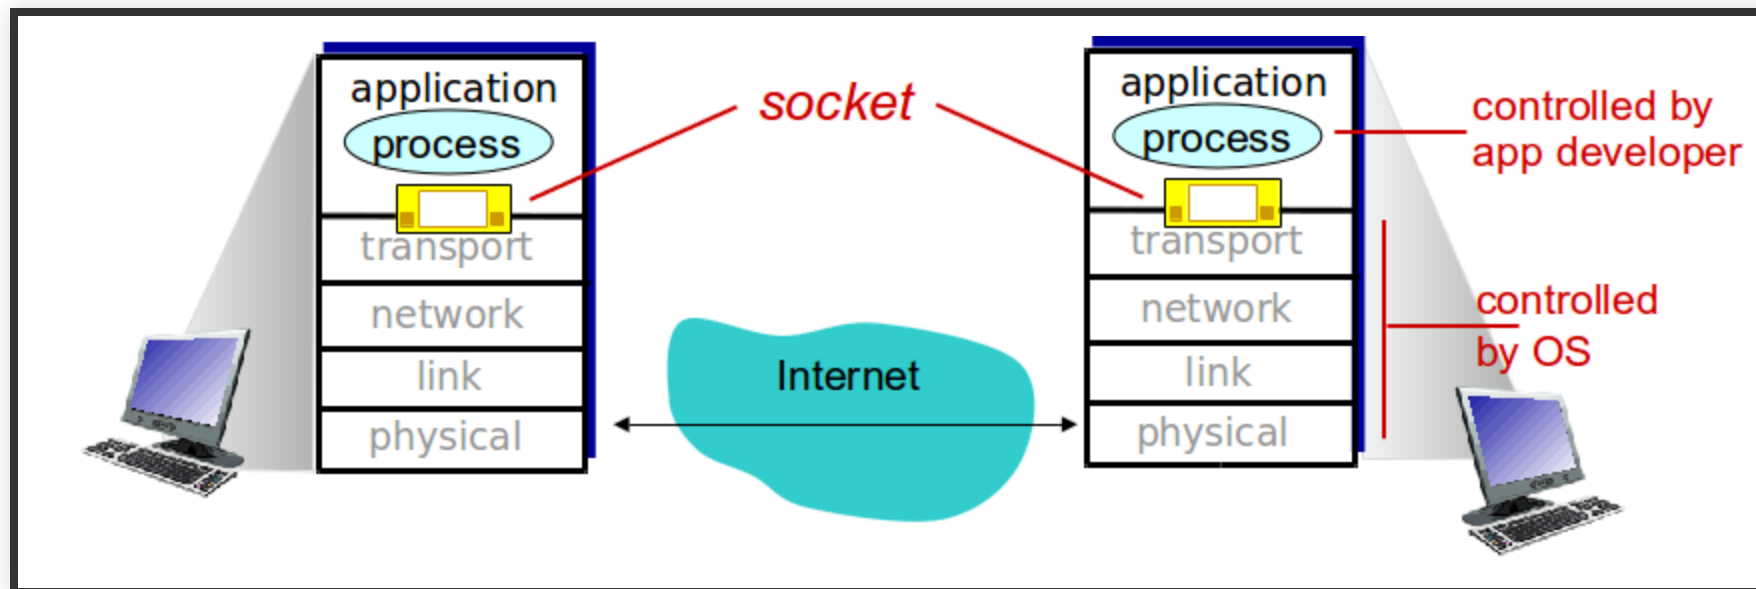 application
process
transport
network
link
physical
socket
Internet
application
process
transport
network
link
physical
controlled by
app developer
controlled
by OS